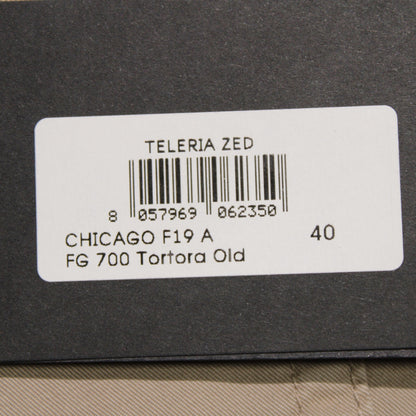 TELERIA ZED
8 057969 062350
CHICAGO F19 A 40
FG 700 Tortora Old